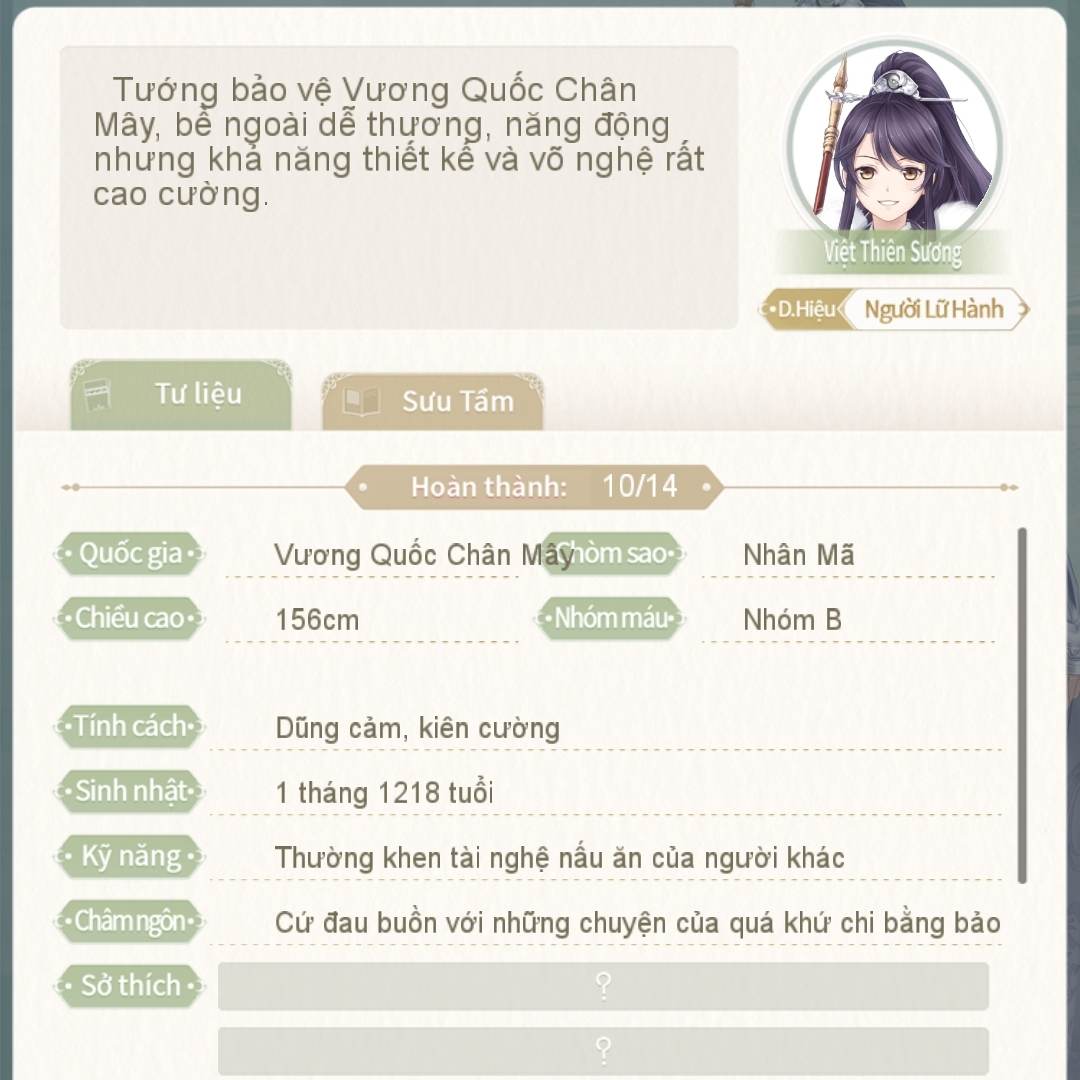 Tướng bảo vệ Vương Quốc Chân
Mây, bề ngoài dễ thương, năng động
nhưng khả năng thiết kế và võ nghệ rất
cao cường.
Việt Thiên Sương
D.Hiệu Người Lữ Hành
Tư liệu Sưu Tầm
Hoàn thành: 10/14
Quốc gia Vương Quốc Chân Mây Chòm sao Nhân Mã
Chiều cao 156cm Nhóm máu Nhóm B
Tính cách Dũng cảm, kiên cường
Sinh nhật 1 tháng 1218 tuổi
Kỹ năng Thường khen tài nghệ nấu ăn của người khác
Châm ngôn Cứ đau buồn với những chuyện của quá khứ chi bằng bảo
Sở thích ?
?